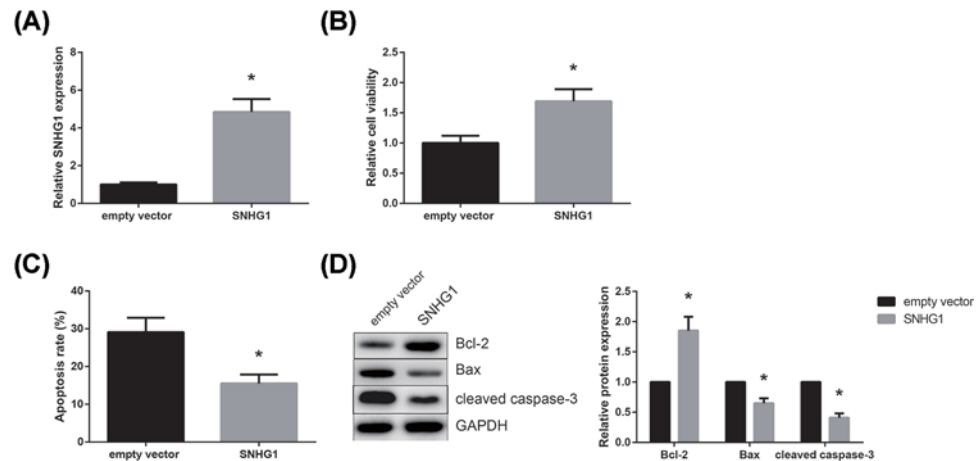 (A)
Relative SNHG1 expression
8
6
4
2
0
*
empty vector SNHG1
(B)
Relative cell viability
2.5
2.0
1.5
1.0
0.5
0.0
*
empty vector SNHG1
(C)
Apoptosis rate (%)
40
30
20
10
0
*
empty vector SNHG1
(D)
empty vector
SNHG1
Bcl-2
Bax
cleaved caspase-3
GAPDH
Relative protein expression
2.5
2.0
1.5
1.0
0.5
0.0
*
*
*
Bcl-2 Bax cleaved caspase-3
empty vector
SNHG1